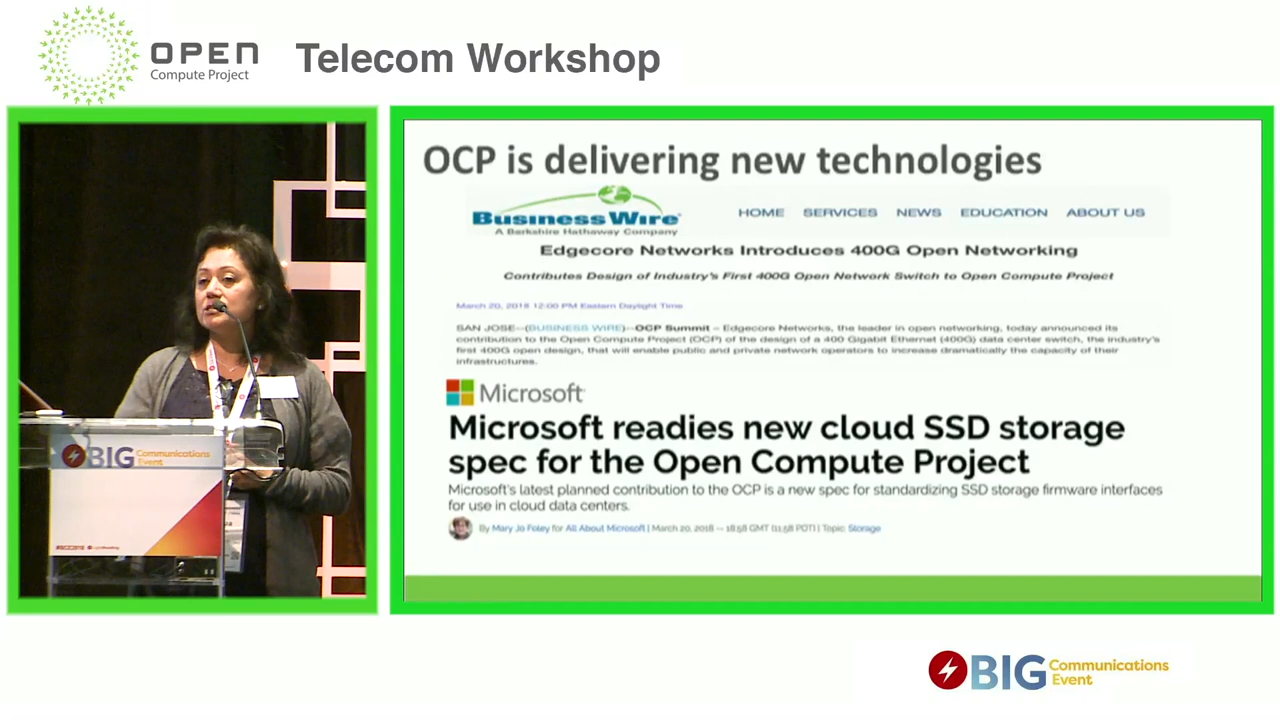 OPEN
Compute Project
Telecom Workshop
OCP is delivering new technologies
Business Wire
A Berkshire Hathaway Company
HOME SERVICES NEWS EDUCATION ABOUT US
Edgecore Networks Introduces 400G Open Networking
Contributes Design of Industry's First 400G Open Network Switch to Open Compute Project
March 20, 2018 12:00 PM Eastern Daylight Time
SAN JOSE--(BUSINESS WIRE)--OCP Summit – Edgecore Networks, the leader in open networking, today announced its
contribution to the Open Compute Project (OCP) of the design of a 400 Gigabit Ethernet (400G) data center switch, the industry's
first 400G open design, that will enable public and private network operators to increase dramatically the capacity of their
infrastructures.
Microsoft
Microsoft readies new cloud SSD storage
spec for the Open Compute Project
Microsoft's latest planned contribution to the OCP is a new spec for standardizing SSD storage firmware interfaces
for use in cloud data centers.
By Mary Jo Foley for All About Microsoft | March 20, 2018 -- 18:58 GMT (11:58 PDT) | Topic: Storage
BIG Communications
Event
BIG Communications
Event